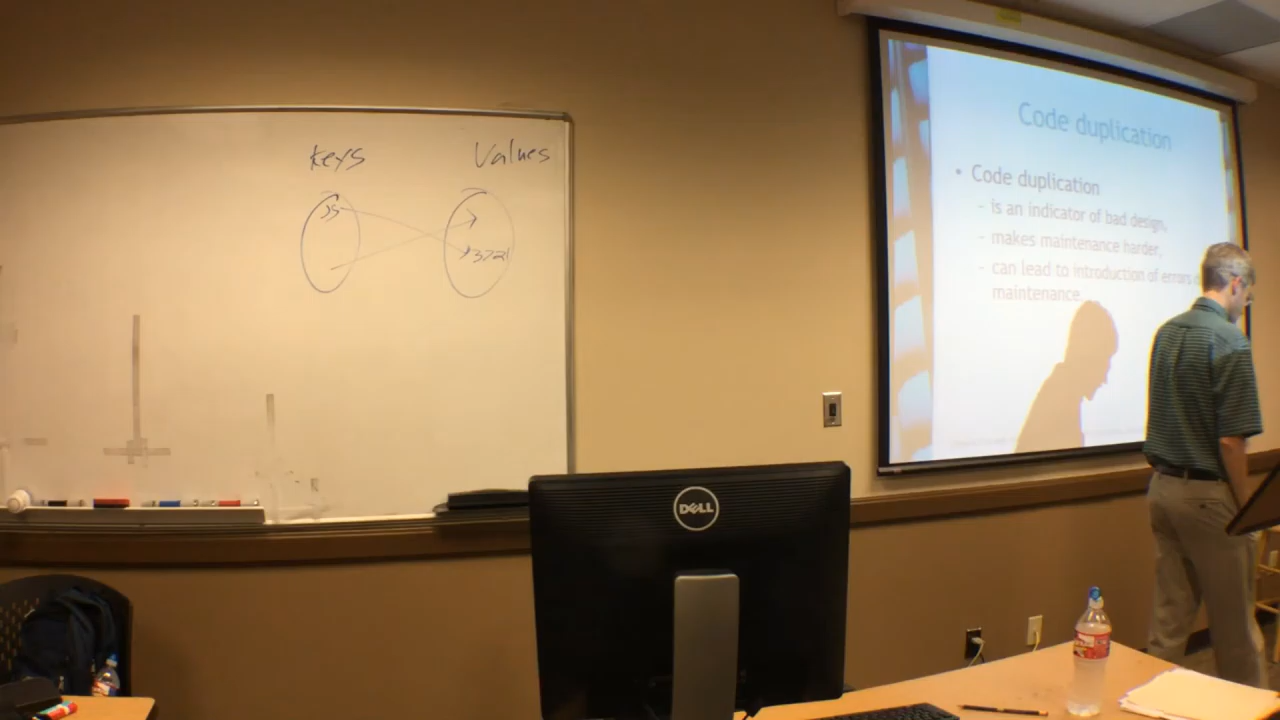 Keys Values
35
3721
DELL
Code duplication
• Code duplication
- is an indicator of bad design,
- makes maintenance harder,
- can lead to introduction of errors
maintenance.